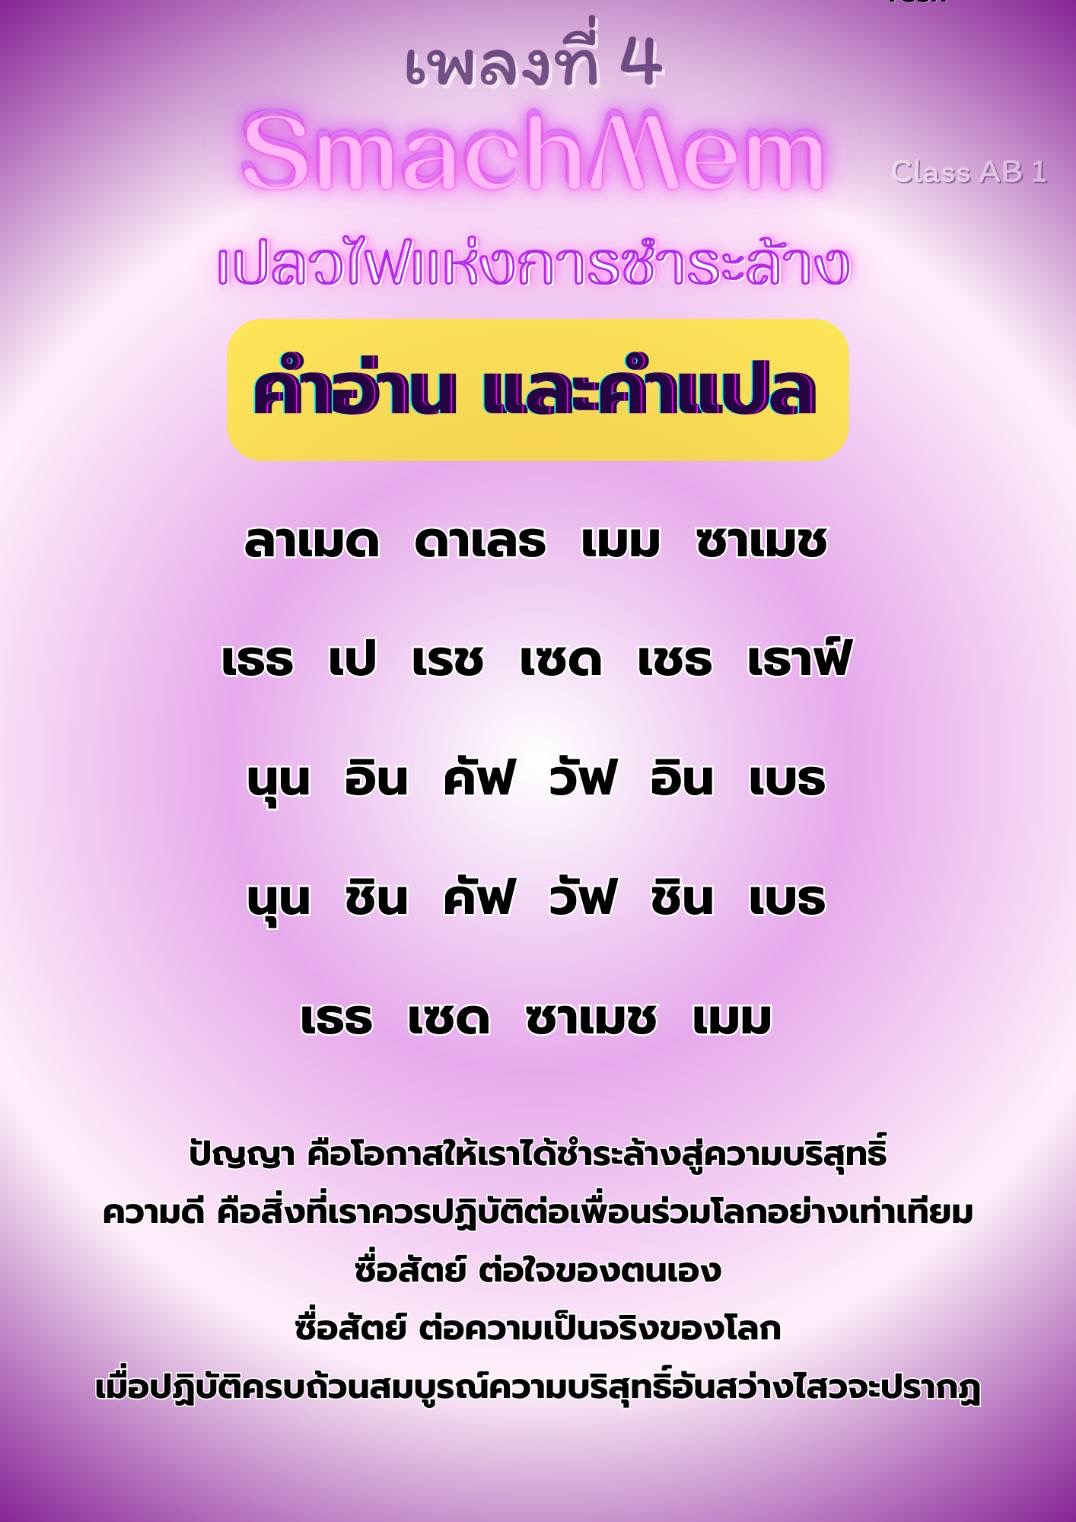 เพลงที่ 4
SmachMem
Class AB 1
เปลวไฟแห่งการชำระล้าง
คำอ่าน และคำแปล
ลาเมด ดาเลธ เมม ซาเมช
เธธ เป เรช เซด เชธ เธาฟ์
นุน อิน คัฟ วัฟ อิน เบธ
นุน ชิน คัฟ วัฟ ชิน เบธ
เธธ เซด ซาเมช เมม
ปัญญา คือโอกาสให้เราได้ชำระล้างสู่ความบริสุทธิ์
ความดี คือสิ่งที่เราควรปฏิบัติต่อเพื่อนร่วมโลกอย่างเท่าเทียม
ซื่อสัตย์ ต่อใจของตนเอง
ซื่อสัตย์ ต่อความเป็นจริงของโลก
เมื่อปฏิบัติครบถ้วนสมบูรณ์ความบริสุทธิ์อันสว่างไสวจะปรากฏ